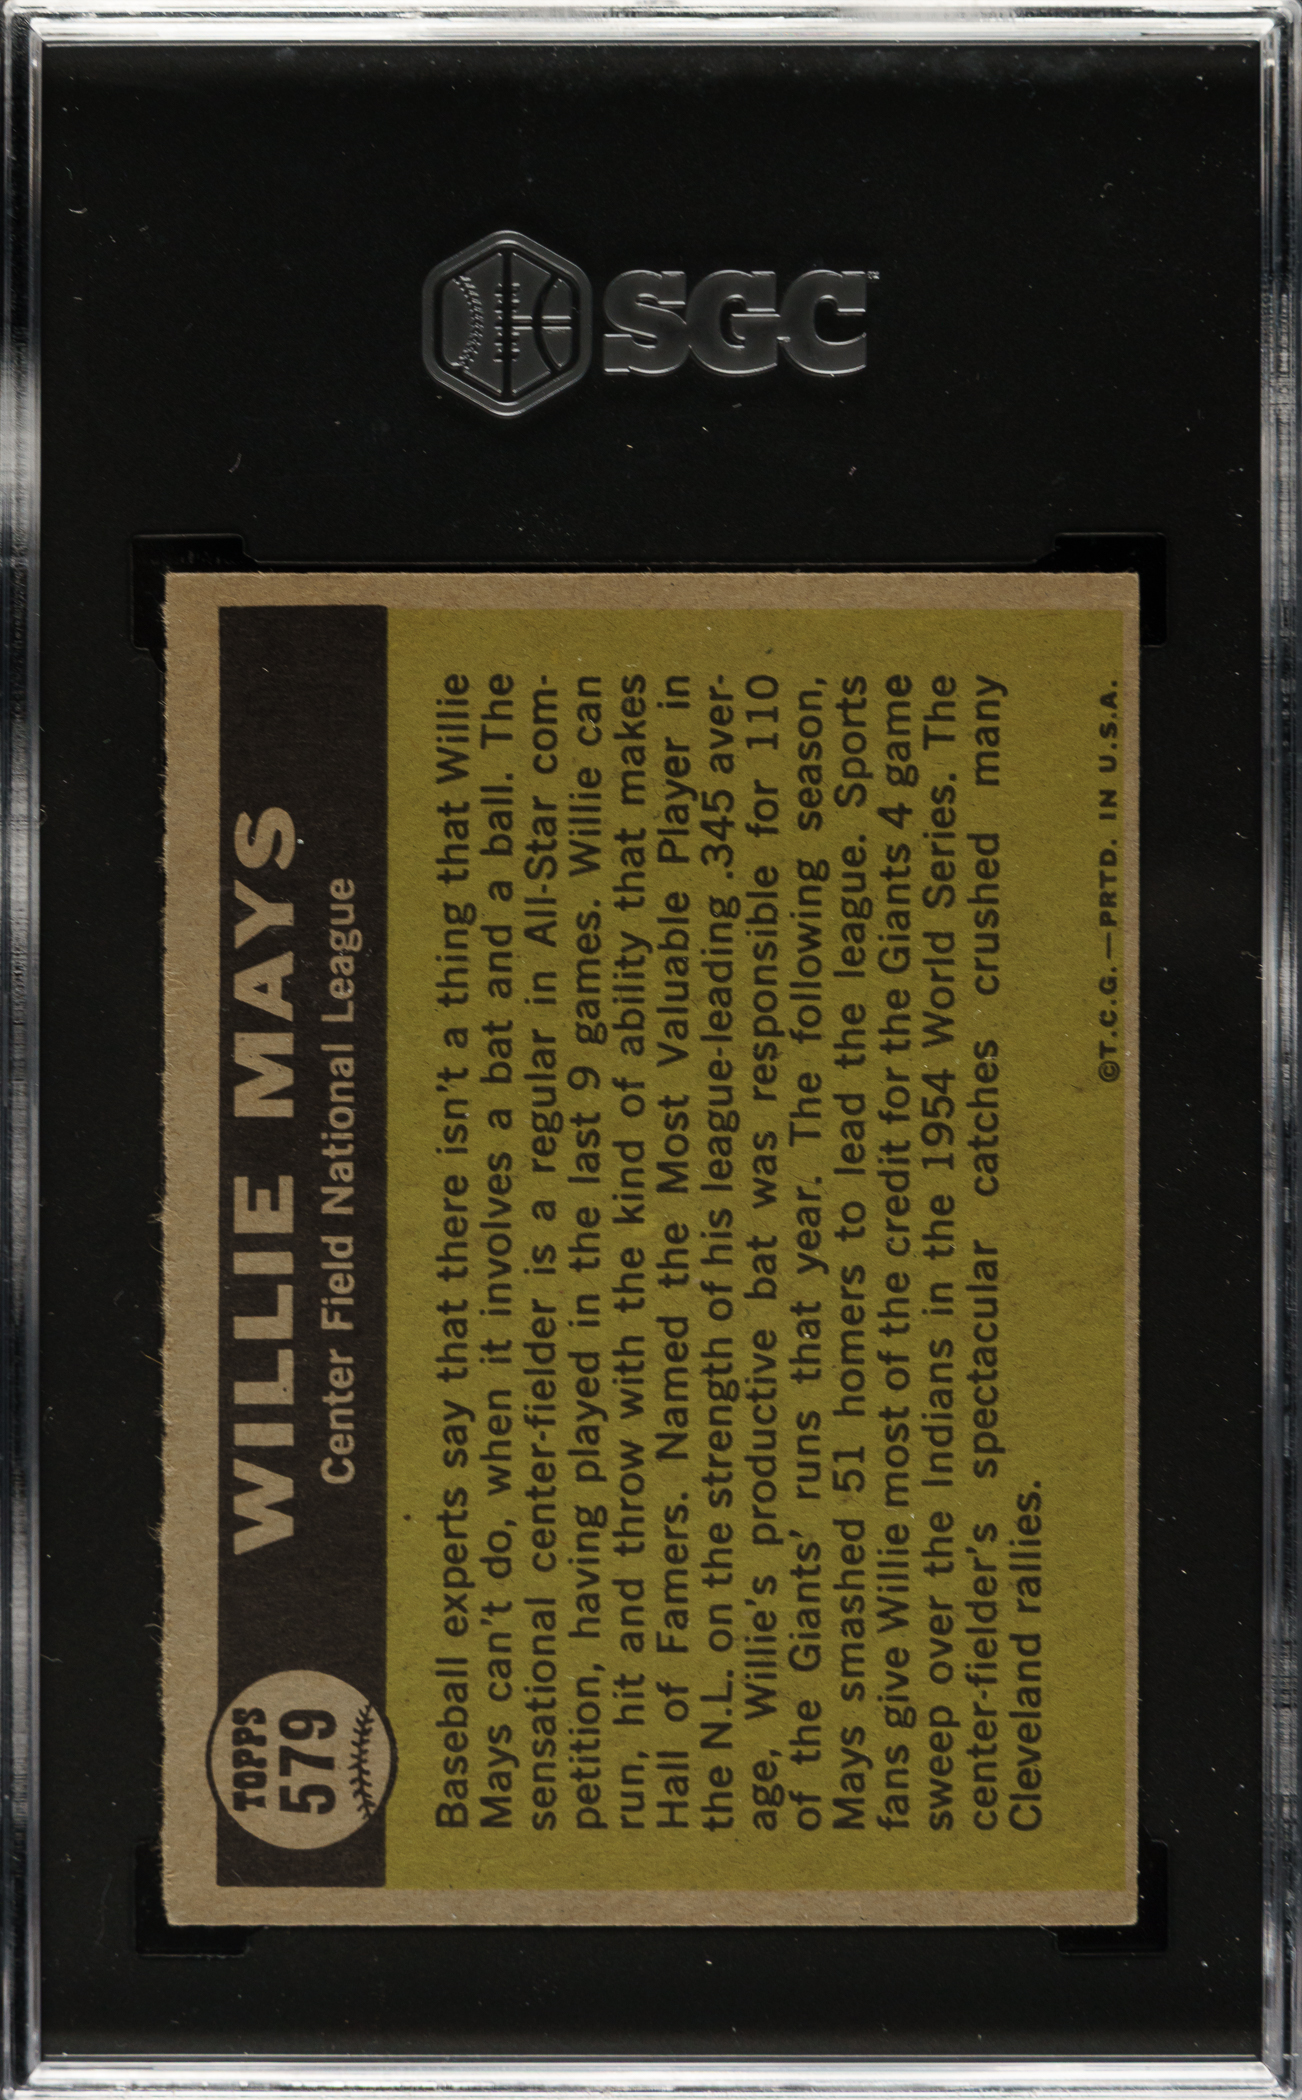 SGC
TOPPS
579
WILLIE MAYS
Center Field National League
Baseball experts say that there isn't a thing that Willie
Mays can't do, when it involves a bat and a ball. The
sensational center-fielder is a regular in All-Star com-
petition, having played in the last 9 games. Willie can
run, hit and throw with the kind of ability that makes
Hall of Famers. Named the Most Valuable Player in
the N.L. on the strength of his league-leading .345 aver-
age, Willie's productive bat was responsible for 110
of the Giants' runs that year. The following season,
Mays smashed 51 homers to lead the league. Sports
fans give Willie most of the credit for the Giants 4 game
sweep over the Indians in the 1954 World Series. The
center-fielder's spectacular catches crushed many
Cleveland rallies.
©T.C.G.—PRTD. IN U.S.A.